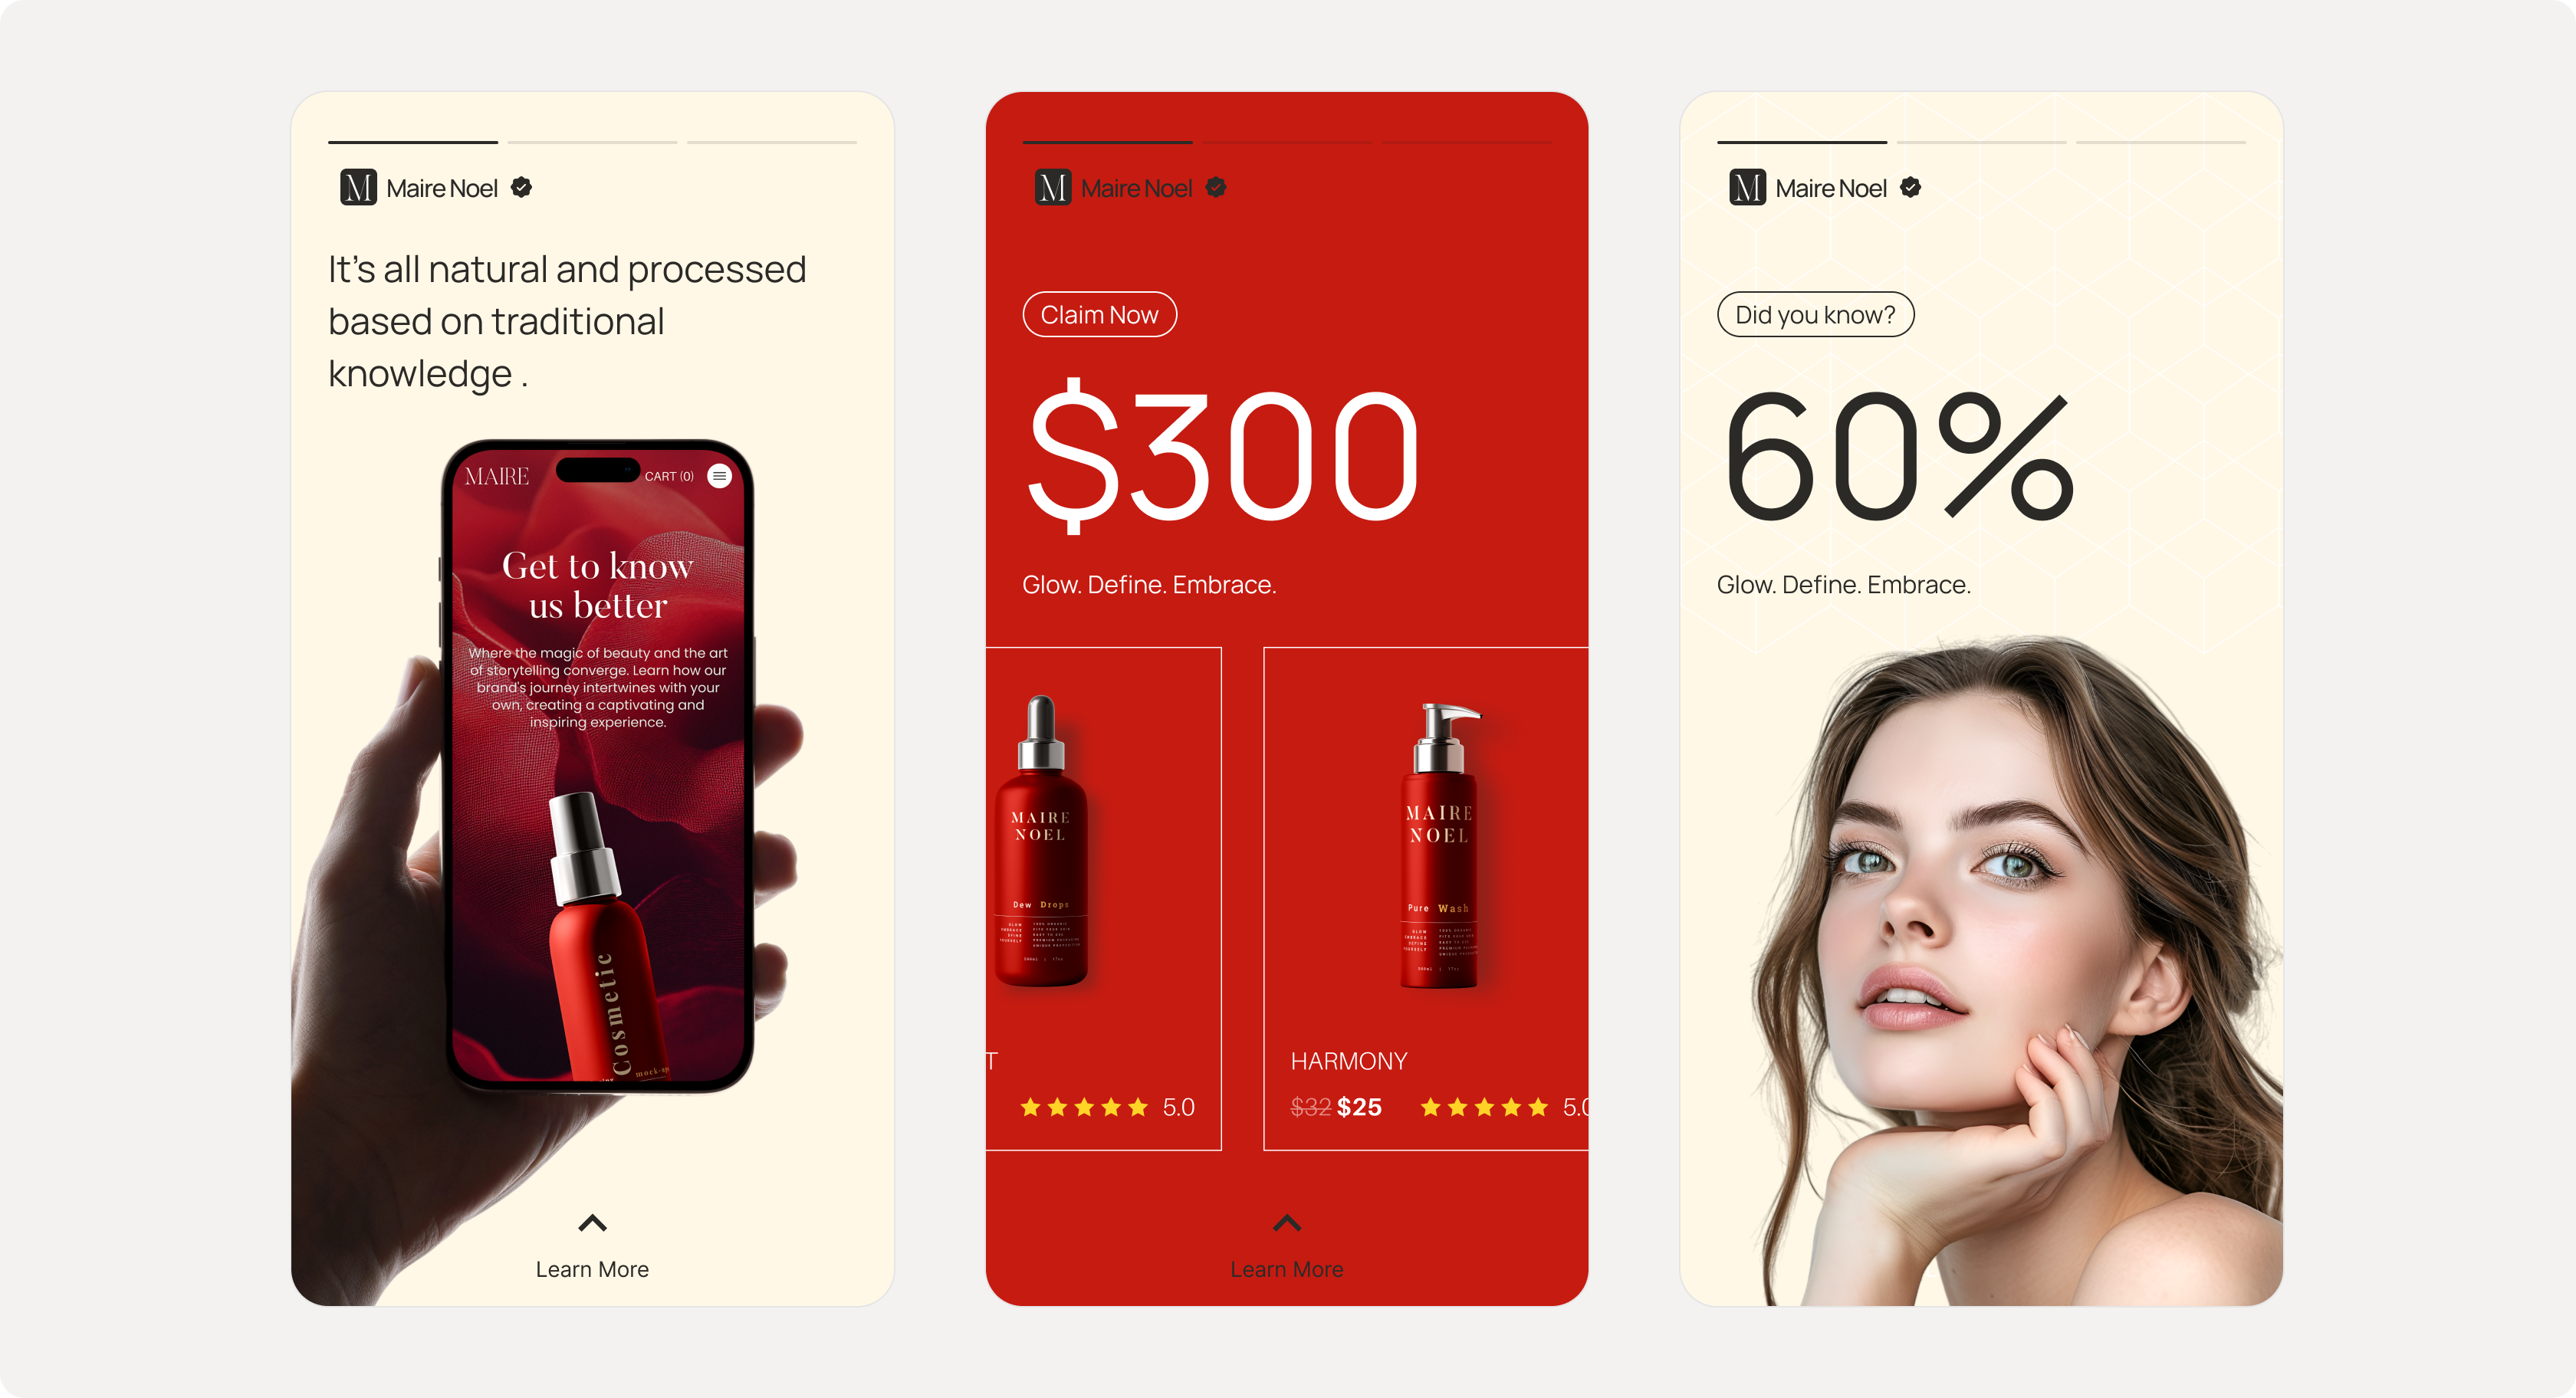 M Maire Noel
It's all natural and processed
based on traditional
knowledge .
MAIRE
CART (0)
Get to know
us better
Where the magic of beauty and the art
of storytelling converge. Learn how our
brand's journey intertwines with your
own, creating a captivating and
inspiring experience.
Cosmetic
Learn More
M Maire Noel
Claim Now
$300
Glow. Define. Embrace.
MAIRE
NOEL
Dew Drops
T
5.0
MAIRE
NOEL
Pure Wash
HARMONY
$32 $25
5.0
Learn More
M Maire Noel
Did you know?
60%
Glow. Define. Embrace.